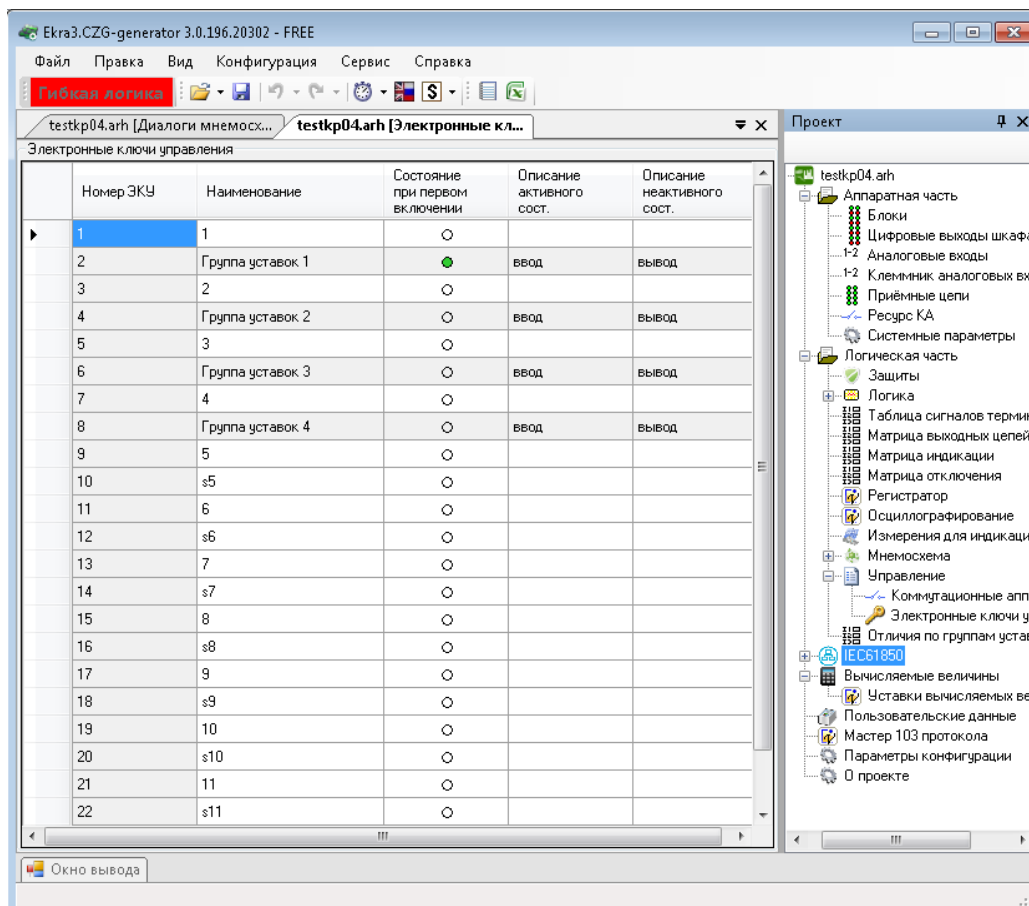 Ekra3.CZG-generator 3.0.196.20302 - FREE
Файл Правка Вид Конфигурация Сервис Справка
Гибкая логика S
testkp04.arh [Диалоги мнемосх... testkp04.arh [Электронные кл...
Электронные ключи управления
Номер ЭКУ Наименование Состояние при первом включении Описание активного сост. Описание неактивного сост.
1 1
2 Группа уставок 1 ввод вывод
3 2
4 Группа уставок 2 ввод вывод
5 3
6 Группа уставок 3 ввод вывод
7 4
8 Группа уставок 4 ввод вывод
9 5
10 s5
11 6
12 s6
13 7
14 s7
15 8
16 s8
17 9
18 s9
19 10
20 s10
21 11
22 s11
Окно вывода
Проект
testkp04.arh
Аппаратная часть
Блоки
Цифровые выходы шкафа
1-2 Аналоговые входы
1-2 Клеммник аналоговых вх
Приёмные цепи
Ресурс КА
Системные параметры
Логическая часть
Защиты
Логика
Таблица сигналов термин
Матрица выходных цепей
Матрица индикации
Матрица отключения
Регистратор
Осциллографирование
Измерения для индикаци
Мнемосхема
Управление
Коммутационные апп
Электронные ключи у
Отличия по группам устав
IEC61850
Вычисляемые величины
Уставки вычисляемых ве
Пользовательские данные
Мастер 103 протокола
Параметры конфигурации
О проекте